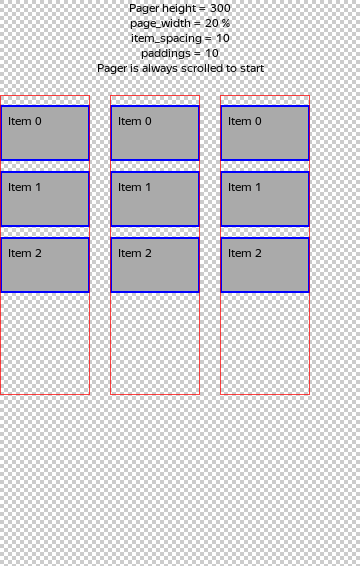 Pager height = 300
page_width = 20 %
item_spacing = 10
paddings = 10
Pager is always scrolled to start
Item 0 Item 0 Item 0
Item 1 Item 1 Item 1
Item 2 Item 2 Item 2